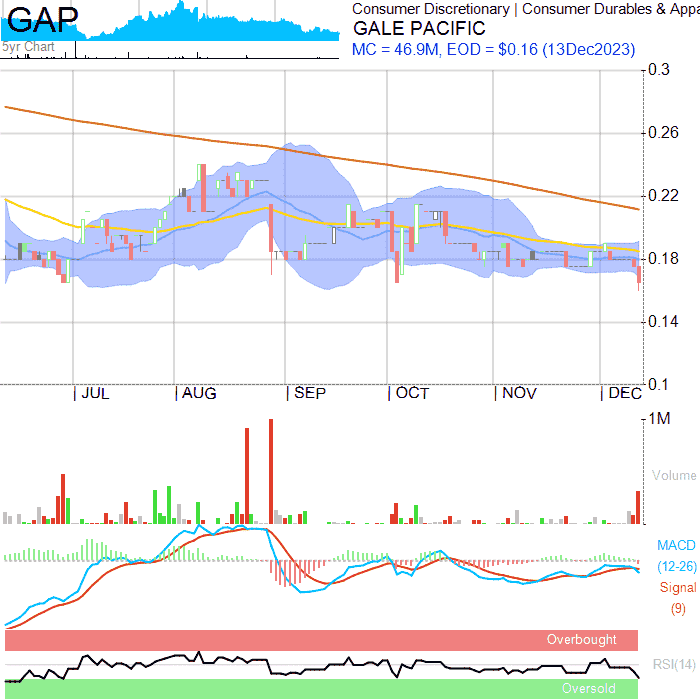 GAP
5yr Chart
Consumer Discretionary | Consumer Durables & Appa
GALE PACIFIC
MC = 46.9M, EOD = $0.16 (13Dec2023)
0.3
0.26
0.22
0.18
0.14
0.1
| JUL | AUG | SEP | OCT | NOV | DEC
1M
Volume
MACD
(12-26)
Signal
(9)
Overbought
RSI(14)
Oversold